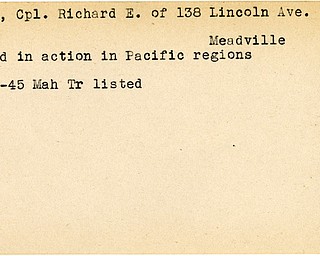 , Cpl. Richard E. of 138 Lincoln Ave.
Meadville
d in action in Pacific regions
-45 Mah Tr listed